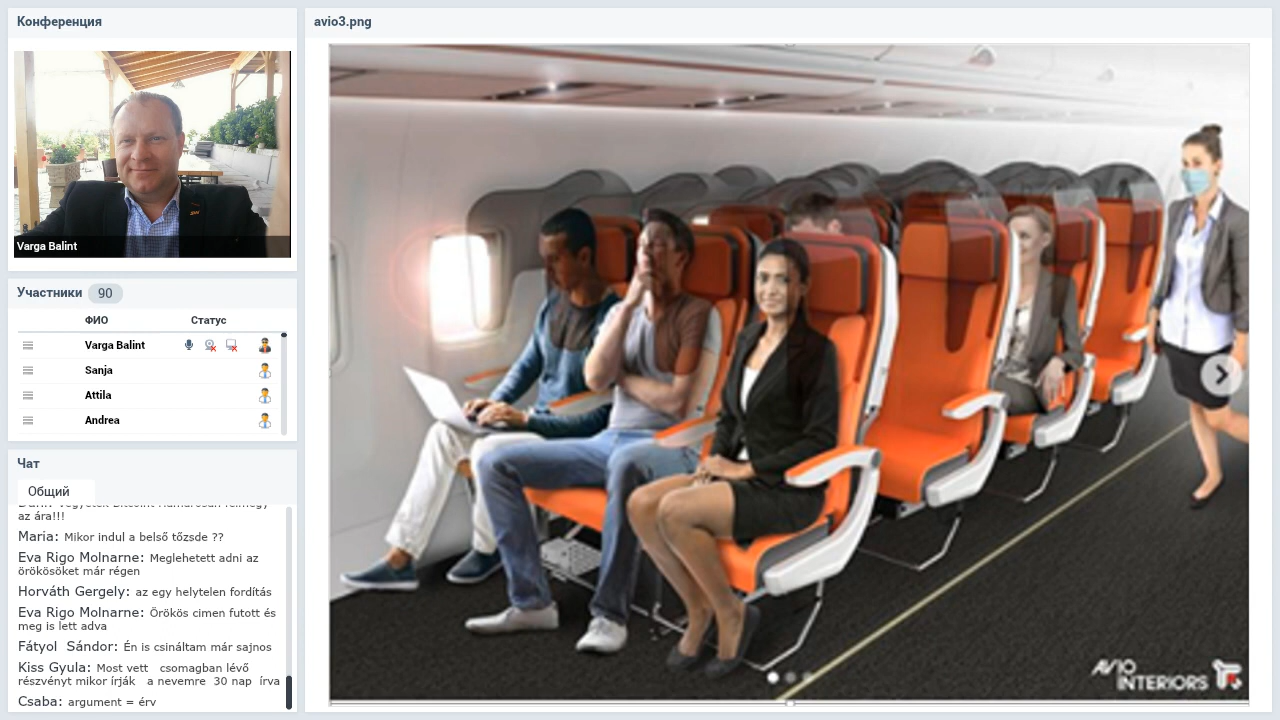 Конференция
Varga Balint
Участники 90
ФИО Статус
Varga Balint
Sanja
Attila
Andrea
Чат
Общий
az ára!!!
Maria: Mikor indul a belső tőzsde ??
Eva Rigo Molnarne: Meglehetett adni az
örökösöket már régen
Horváth Gergely: az egy helytelen fordítás
Eva Rigo Molnarne: Örökös cimen futott és
meg is lett adva
Fátyol Sándor: Én is csináltam már sajnos
Kiss Gyula: Most vett csomagban lévő
részvényt mikor írják a nevemre 30 nap írva
Csaba: argument = érv
avio3.png
AVIO
INTERIORS